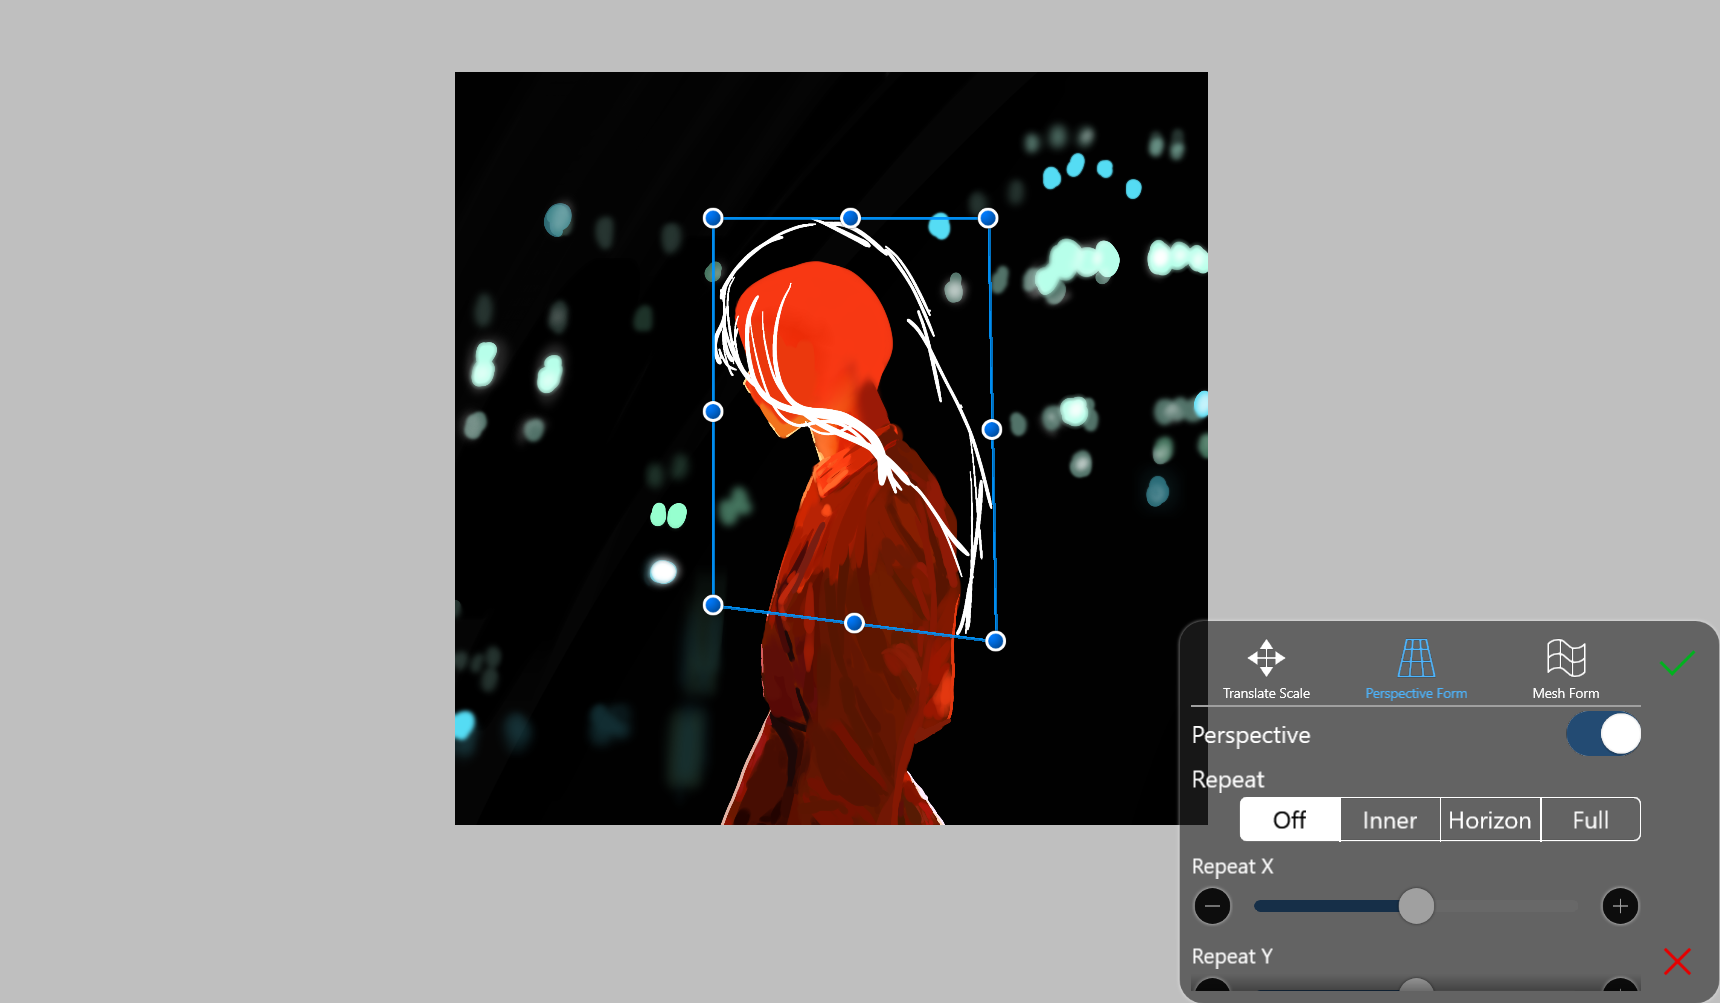 Translate Scale
Perspective Form
Mesh Form
Perspective
Repeat
Off
Inner
Horizon
Full
Repeat X
Repeat Y